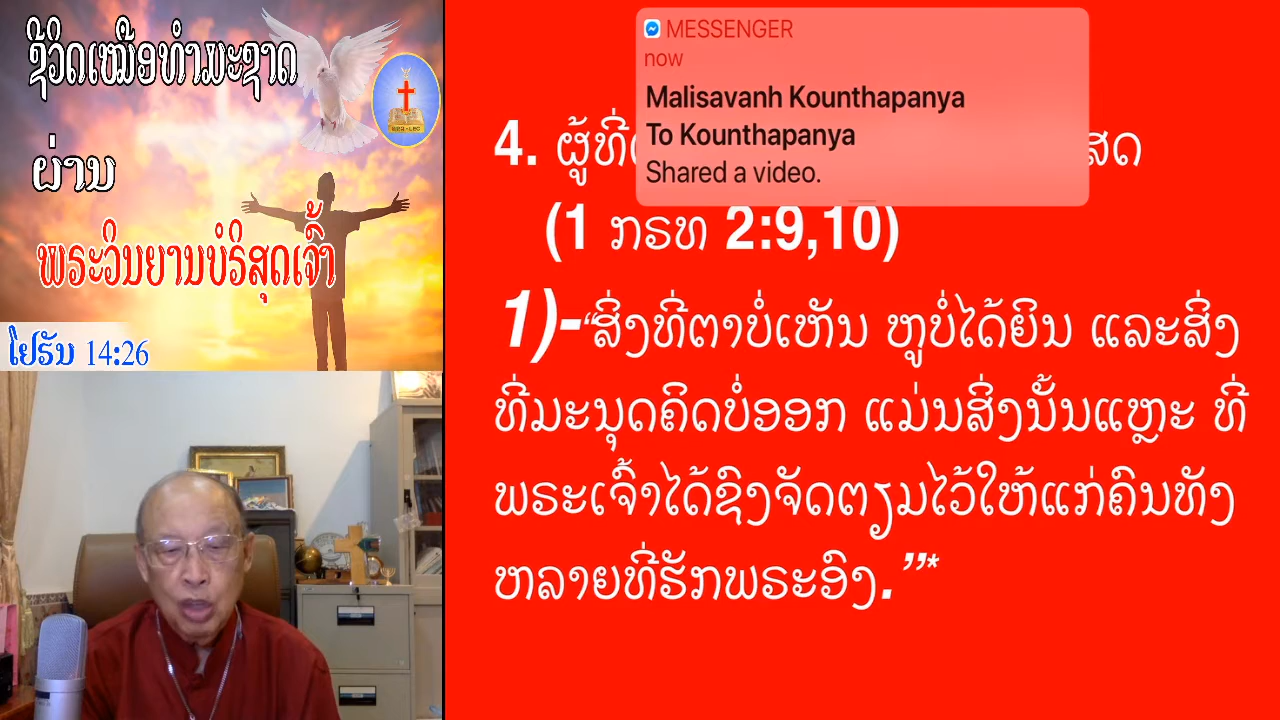 ຊີວິດເໜືອທຳມະຊາດ
ຜ່ານ
ພຣະວິນຍານບໍຣິສຸດເຈົ້າ
ໂຢຮັນ 14:26
MESSENGER
now
Malisavanh Kounthapanya
To Kounthapanya
Shared a video.
4. ຜູ້ທີ່
(1 ກຣທ 2:9,10)
1)-“ສິ່ງທີ່ຕາບໍ່ເຫັນ ຫູບໍ່ໄດ້ຍິນ ແລະສິ່ງ
ທີ່ມະນຸດຄິດບໍ່ອອກ ແມ່ນສິ່ງນັ້ນແຫຼະ ທີ່
ພຣະເຈົ້າໄດ້ຊົງຈັດຕຽມໄວ້ໃຫ້ແກ່ຄົນທັງ
ຫລາຍທີ່ຮັກພຣະອົງ.”*